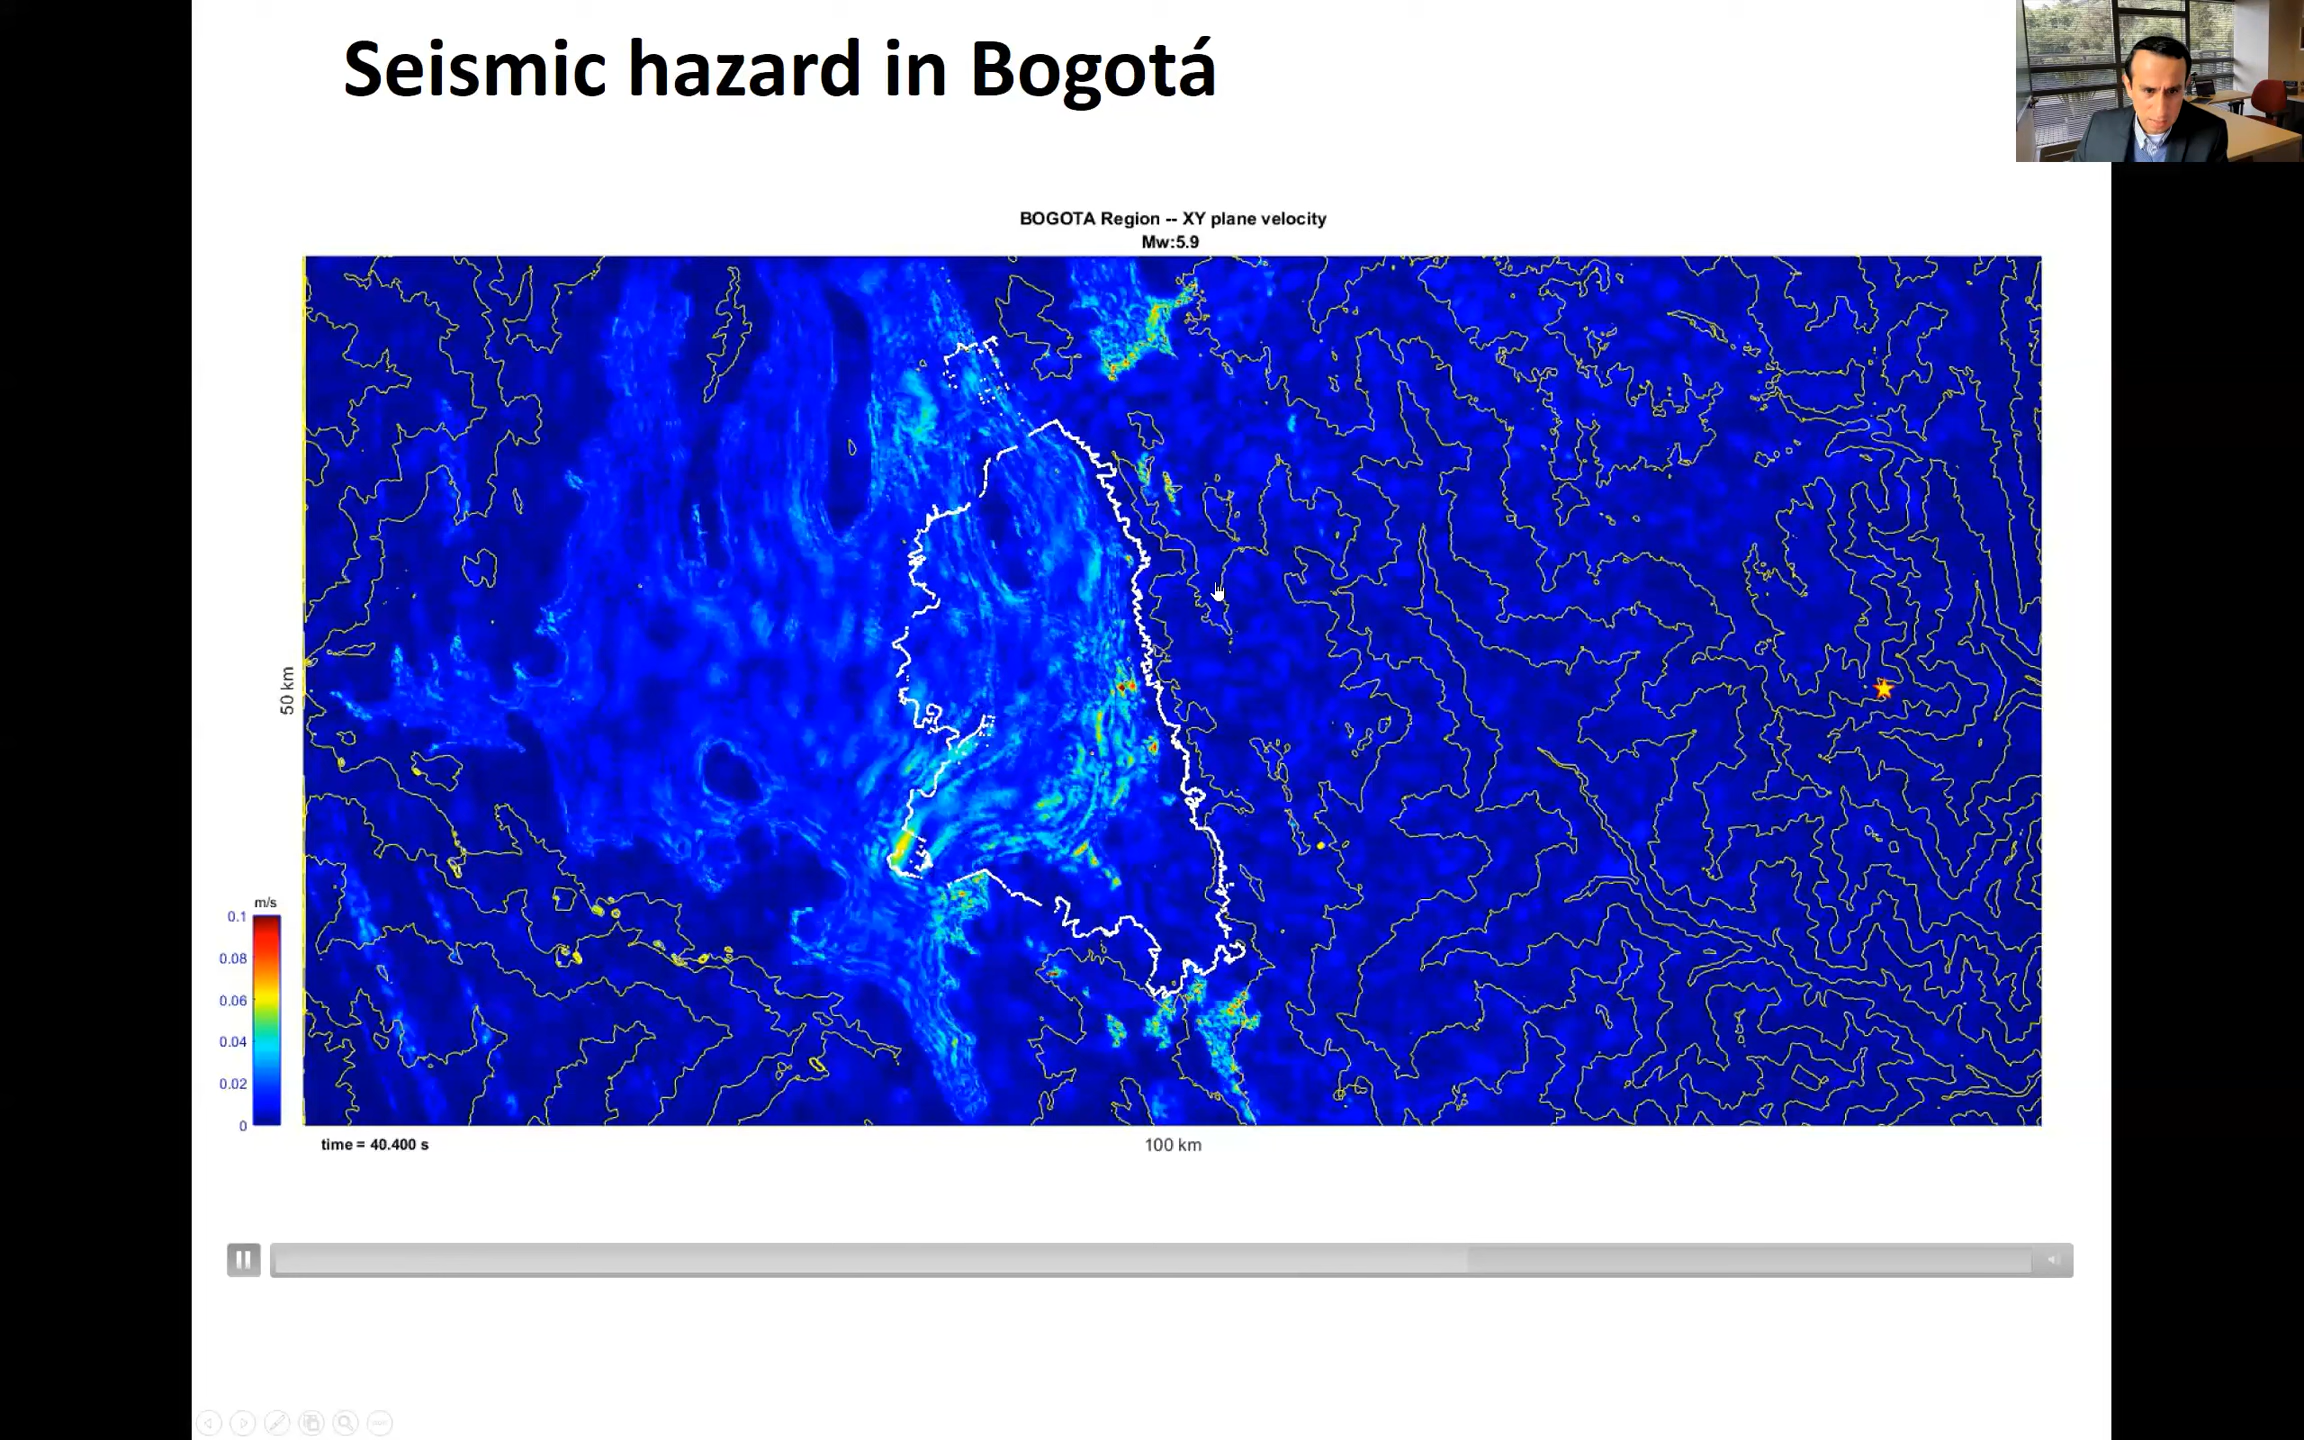 Seismic hazard in Bogotá
BOGOTA Region -- XY plane velocity
Mw:5.9
50 km
m/s
0.1
0.08
0.06
0.04
0.02
0
time = 40.400 s
100 km